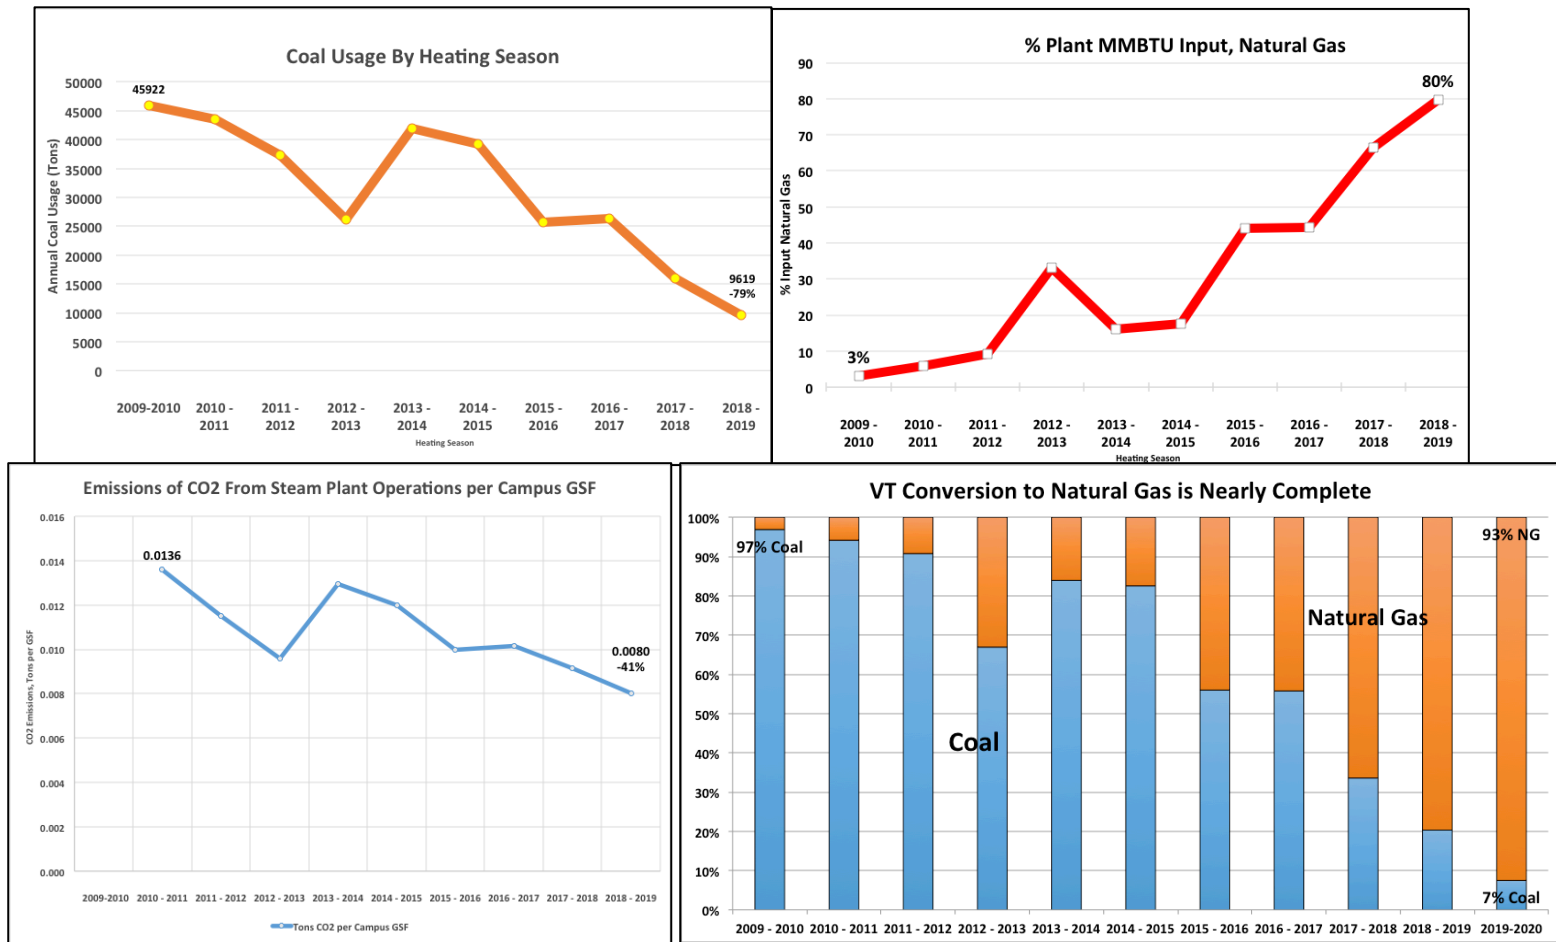 Coal Usage By Heating Season
Annual Coal Usage (Tons)
50000
45000
40000
35000
30000
25000
20000
15000
10000
5000
0
45922
9619
-79%
2009-2010 2010 - 2011 - 2012 - 2013 - 2014 - 2015 - 2016 - 2017 - 2018 -
2011 2012 2013 2014 2015 2016 2017 2018 2019
Heating Season
% Plant MMBTU Input, Natural Gas
% Input Natural Gas
90
80
70
60
50
40
30
20
10
0
3%
80%
2009 - 2010 - 2011 - 2012 - 2013 - 2014 - 2015 - 2016 - 2017 - 2018 -
2010 2011 2012 2013 2014 2015 2016 2017 2018 2019
Heating Season
Emissions of CO2 From Steam Plant Operations per Campus GSF
CO2 Emissions, Tons per GSF
0.016
0.014
0.012
0.010
0.008
0.006
0.004
0.002
0.000
0.0136
0.0080
-41%
2009-2010 2010 - 2011 2011 - 2012 2012 - 2013 2013 - 2014 2014 - 2015 2015 - 2016 2016 - 2017 2017 - 2018 2018 - 2019
Tons CO2 per Campus GSF
VT Conversion to Natural Gas is Nearly Complete
100%
90%
80%
70%
60%
50%
40%
30%
20%
10%
0%
97% Coal
93% NG
Natural Gas
Coal
7% Coal
2009 - 2010 2010 - 2011 2011 - 2012 2012 - 2013 2013 - 2014 2014 - 2015 2015 - 2016 2016 - 2017 2017 - 2018 2018 - 2019 2019-2020